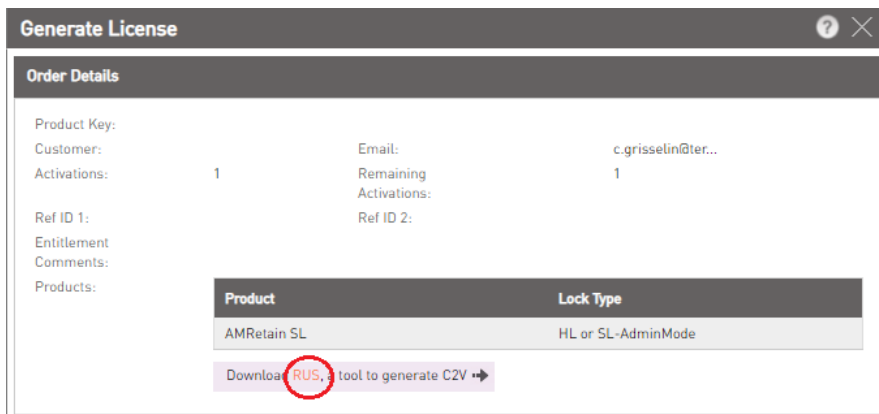 Generate License
?
Order Details
Product Key:
Customer: Email: c.grisselin@ter...
Activations: 1 Remaining Activations: 1
Ref ID 1: Ref ID 2:
Entitlement
Comments:
Products:
Product Lock Type
AMRetain SL HL or SL-AdminMode
Download RUS, a tool to generate C2V